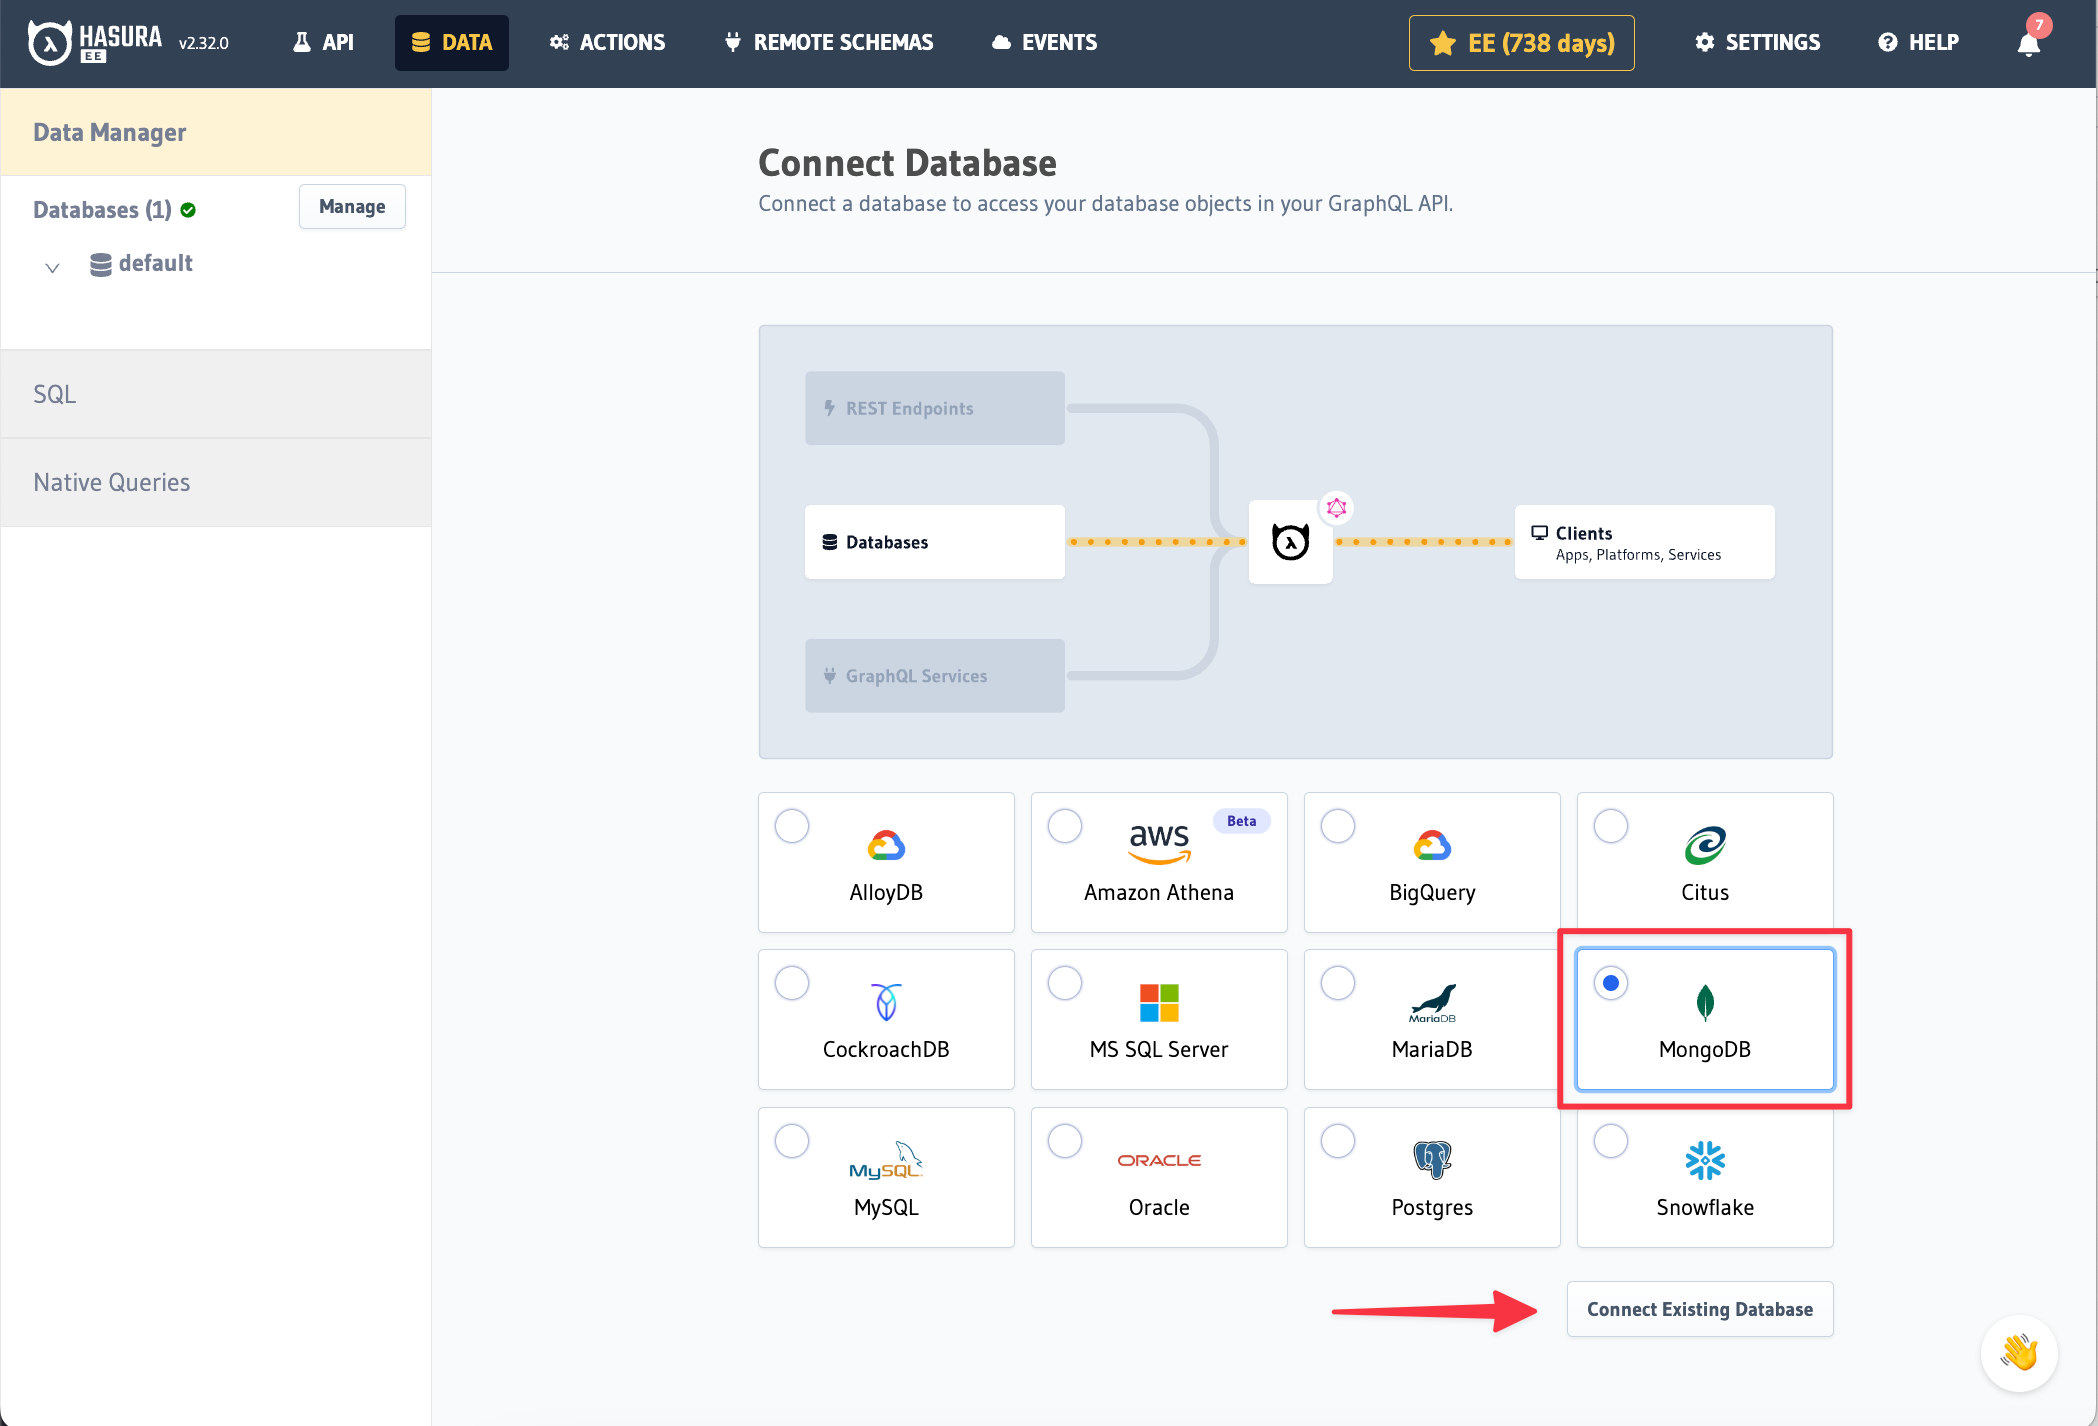 HASURA
EE
v2.32.0
API
DATA
ACTIONS
REMOTE SCHEMAS
EVENTS
EE (738 days)
SETTINGS
HELP
7
Data Manager
Databases (1)
Manage
default
SQL
Native Queries
Connect Database
Connect a database to access your database objects in your GraphQL API.
REST Endpoints
Databases
GraphQL Services
Clients
Apps, Platforms, Services
AlloyDB
aws
Beta
Amazon Athena
BigQuery
Citus
CockroachDB
MS SQL Server
MariaDB
MariaDB
MongoDB
MySQL
MySQL
ORACLE
Oracle
Postgres
Snowflake
Connect Existing Database